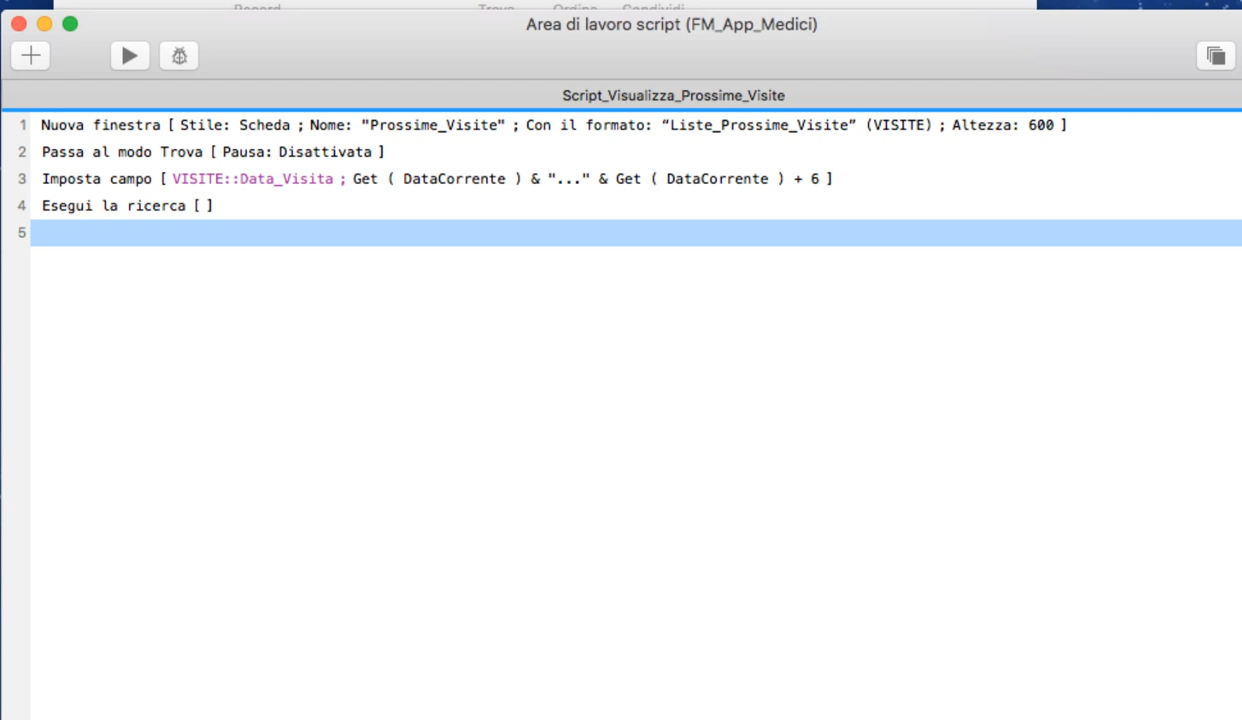 Area di lavoro script (FM_App_Medici)
Script_Visualizza_Prossime_Visite
1 Nuova finestra [ Stile: Scheda ; Nome: "Prossime_Visite" ; Con il formato: “Liste_Prossime_Visite” (VISITE) ; Altezza: 600 ]
2 Passa al modo Trova [ Pausa: Disattivata ]
3 Imposta campo [ VISITE::Data_Visita ; Get ( DataCorrente ) & "..." & Get ( DataCorrente ) + 6 ]
4 Esegui la ricerca [ ]
5